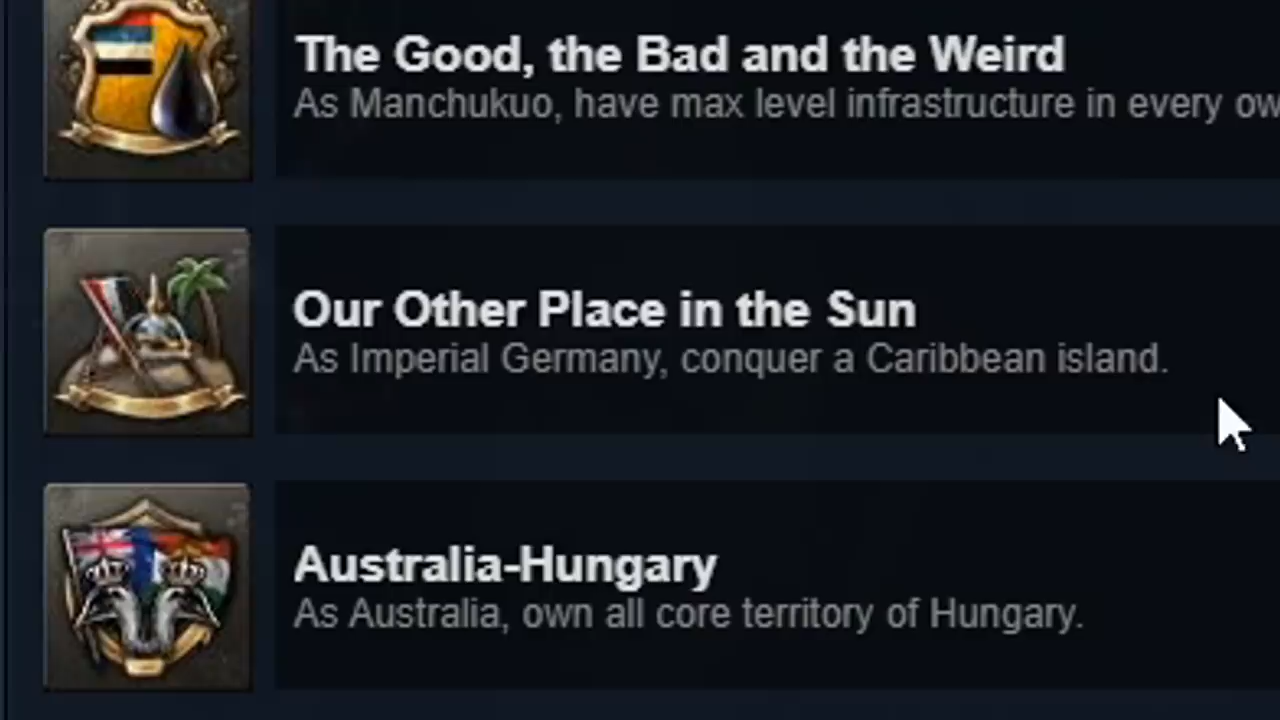 The Good, the Bad and the Weird
As Manchukuo, have max level infrastructure in every
Our Other Place in the Sun
As Imperial Germany, conquer a Caribbean island.
Australia-Hungary
As Australia, own all core territory of Hungary.